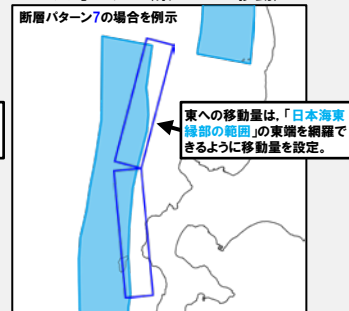 断層パターン7の場合を例示
東への移動量は，「日本海東
縁部の範囲」の東端を網羅で
きるように移動量を設定。